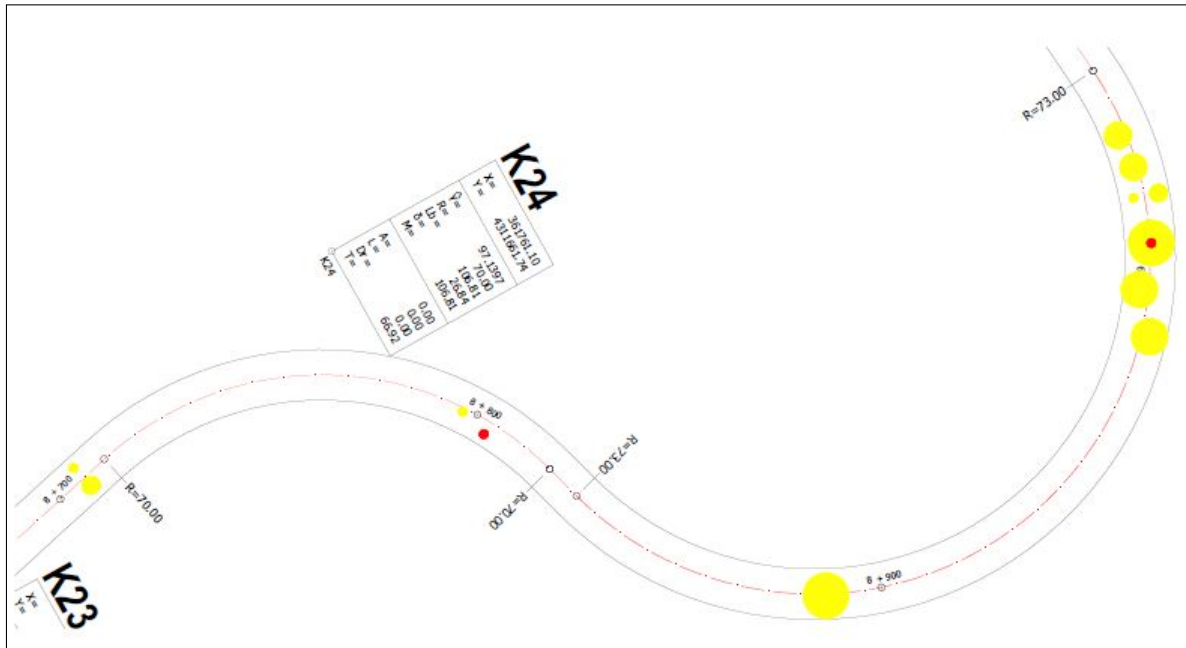 R=73.00
K24
X= 361761.10
Y= 4311661.74
Ŷ= 97.1397
R= 70.00
Lb = 106.81
δ= 26.84
M= 106.81
A= 0.00
L= 0.00
Dr= 0.00
T= 66.92
K24
8 + 800
R=73.00
8 + 700
R=70.00
R=70.00
8 + 900
K23
X=
Y=